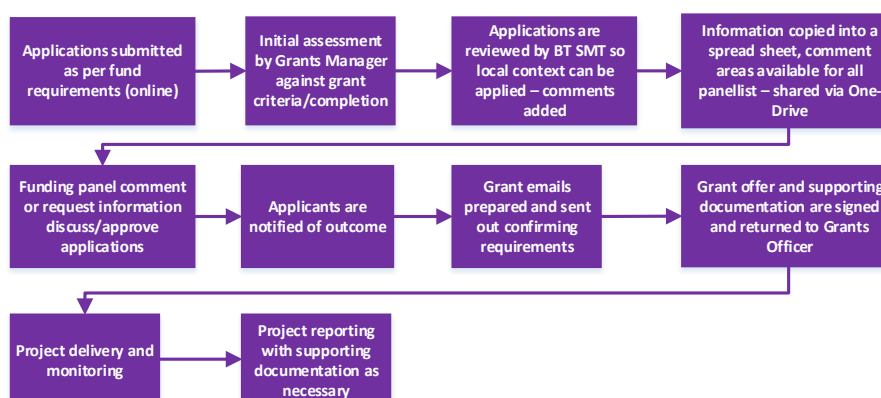 Applications submitted
as per fund
requirements (online)
Initial assessment
by Grants Manager
against grant
criteria/completion
Applications are
reviewed by BT SMT so
local context can be
applied – comments
added
Information copied into a
spread sheet, comment
areas available for all
panellist – shared via One-
Drive
Funding panel comment
or request information
discuss/approve
applications
Applicants are
notified of outcome
Grant emails
prepared and sent
out confirming
requirements
Grant offer and supporting
documentation are signed
and returned to Grants
Officer
Project delivery and
monitoring
Project reporting
with supporting
documentation as
necessary